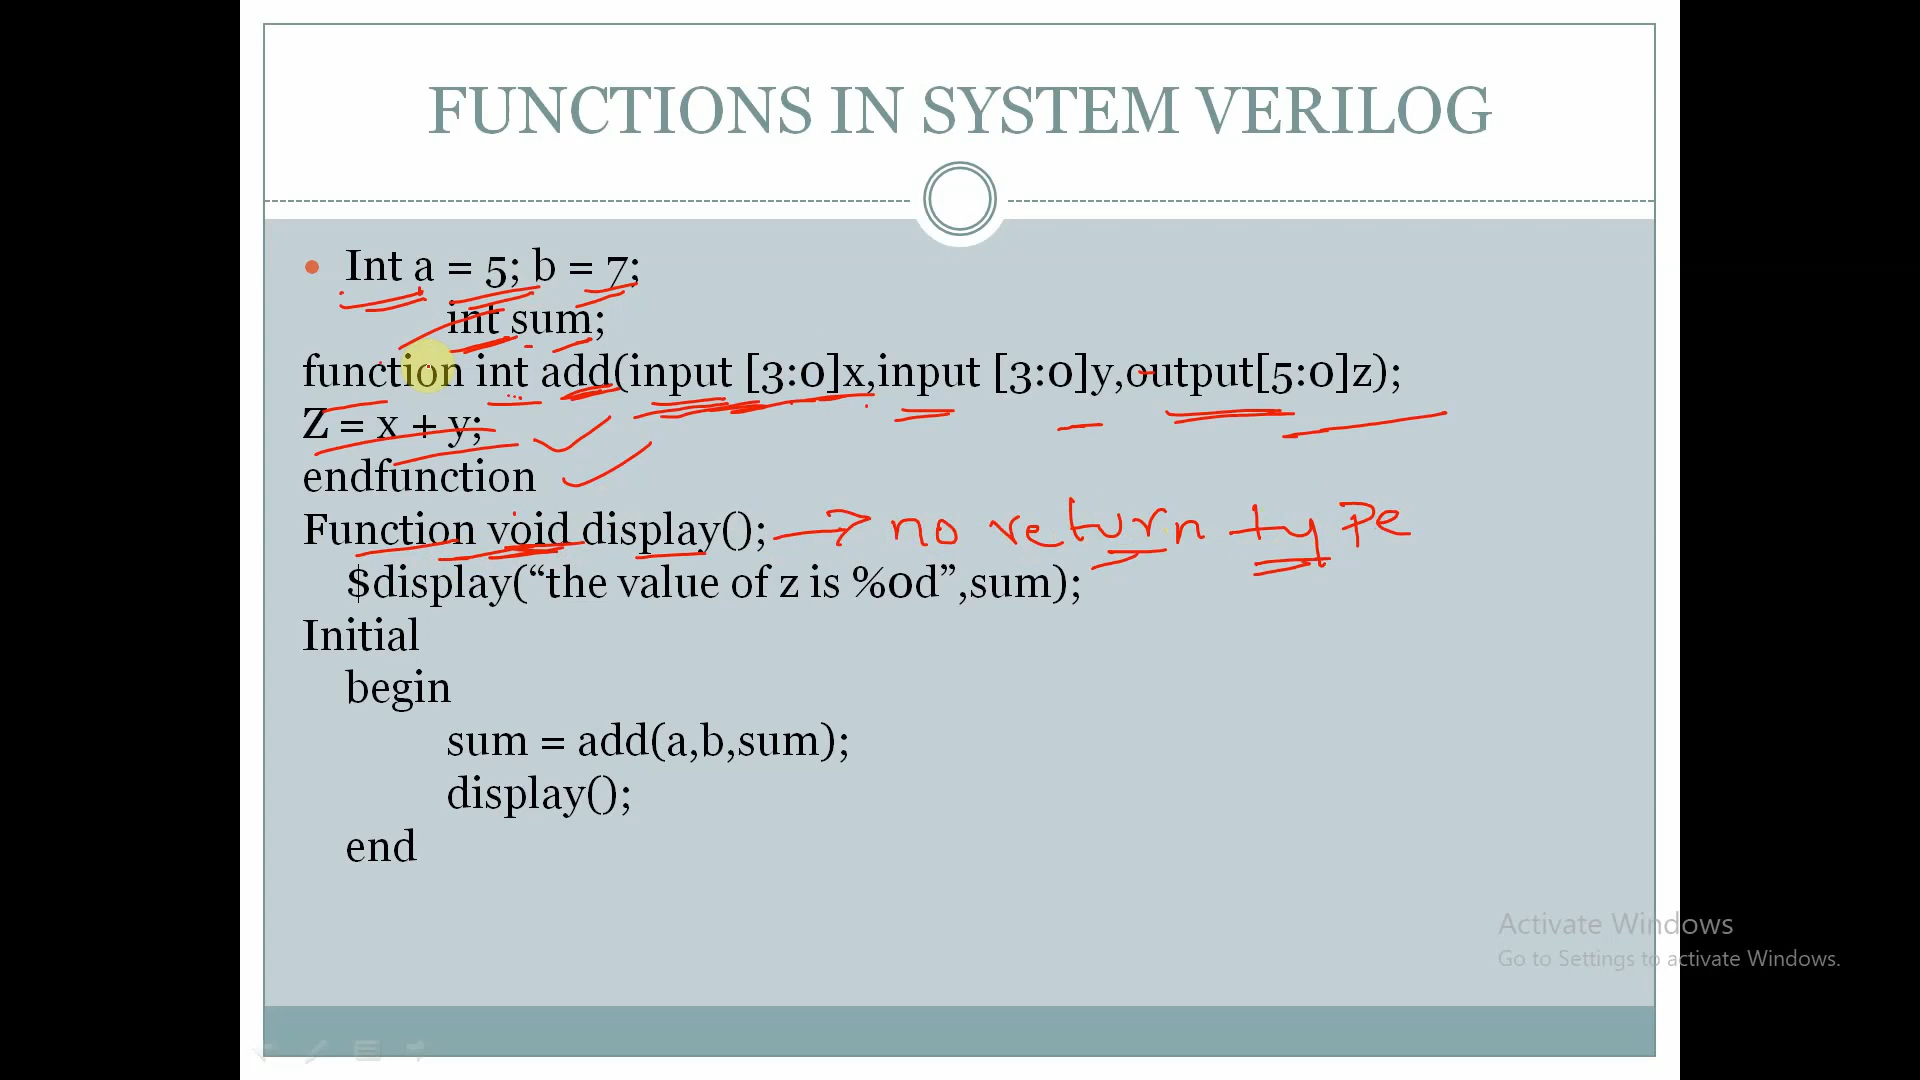 FUNCTIONS IN SYSTEM VERILOG
• Int a = 5; b = 7;
int sum;
function int add(input [3:0]x,input [3:0]y,output[5:0]z);
Z = x + y;
endfunction
Function void display(); → no return type
$display(“the value of z is %0d”,sum);
Initial
begin
sum = add(a,b,sum);
display();
end
Activate Windows
Go to Settings to activate Windows.